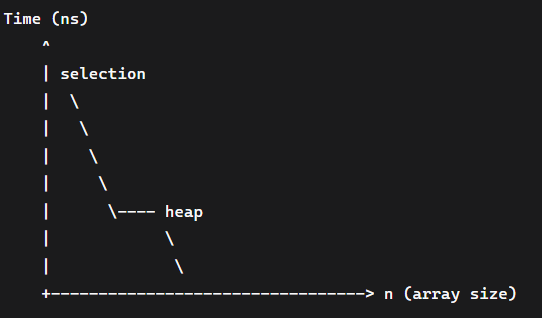 Time (ns)
    ^
    | selection
    |  \
    |   \
    |    \
    |     \
    |      \---- heap
    |            \
    |             \
    +---------------------------------> n (array size)